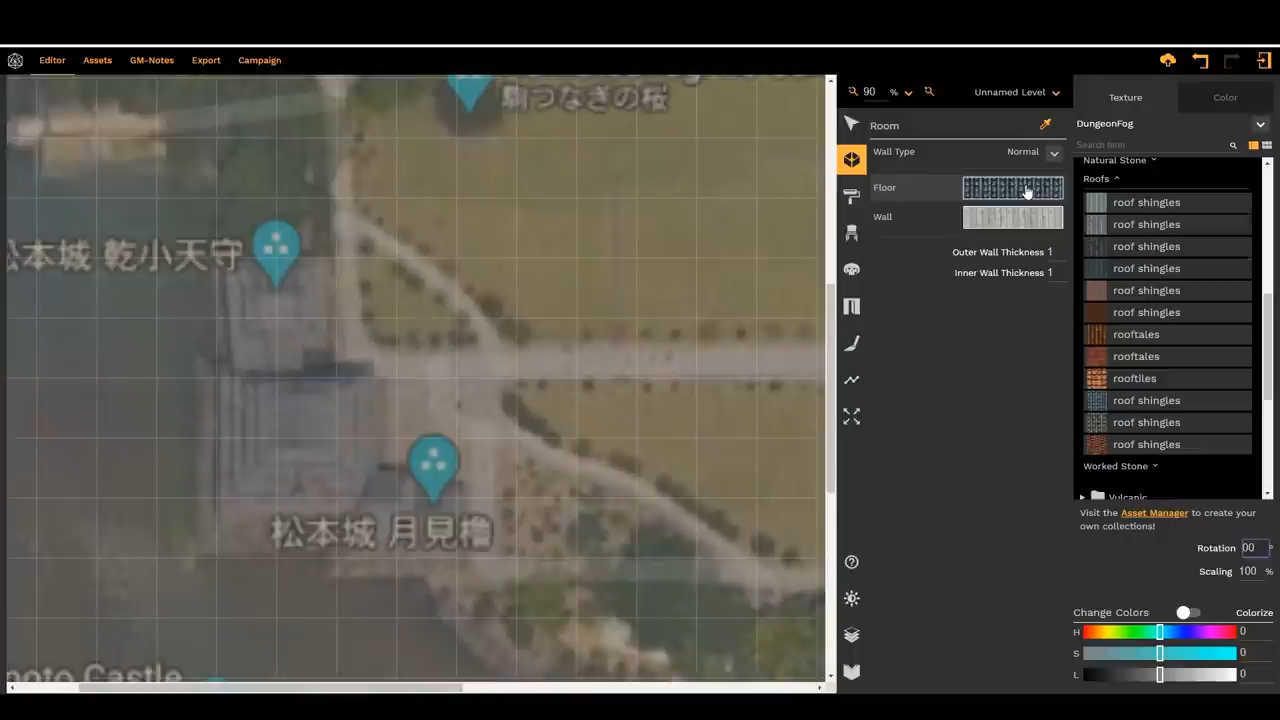 Editor Assets GM-Notes Export Campaign
駒つなぎの桜
松本城 乾小天守
松本城 月見櫓
noto Castle
90 % Unnamed Level
Room
Wall Type Normal
Floor
Wall
Outer Wall Thickness 1
Inner Wall Thickness 1
Texture Color
DungeonFog
Search term
Natural Stone
Roofs
roof shingles
roof shingles
roof shingles
roof shingles
roof shingles
roof shingles
rooftales
rooftales
rooftiles
roof shingles
roof shingles
roof shingles
Worked Stone
Vulcanic
Visit the Asset Manager to create your
own collections!
Rotation 00 °
Scaling 100 %
Change Colors Colorize
H 0
S 0
L 0